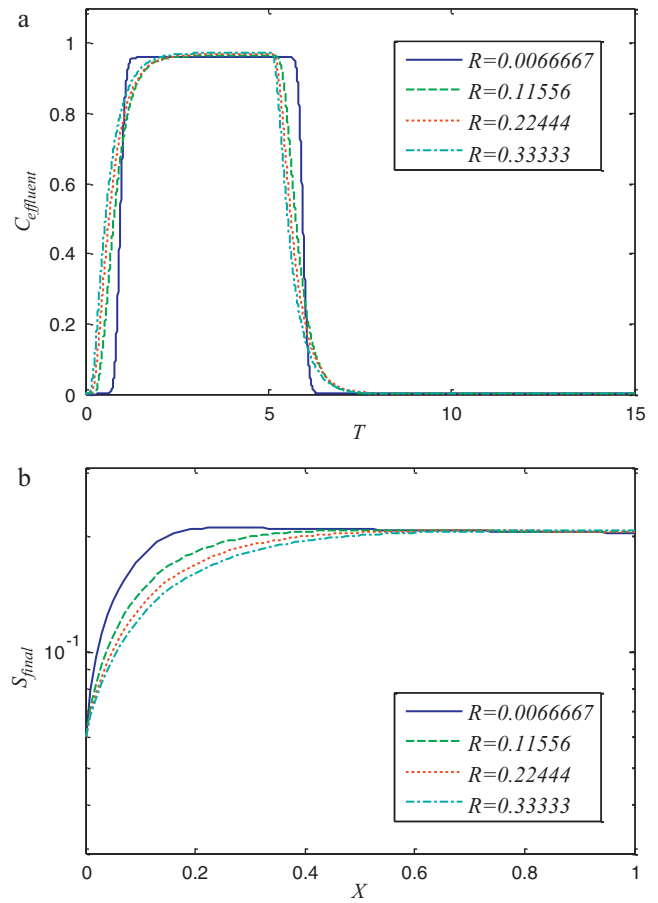 a
1
0.8
0.6
0.4
0.2
0
C_effluent
R=0.0066667
R=0.11556
R=0.22444
R=0.33333
0 5 10 15
T
b
10^-1
S_final
R=0.0066667
R=0.11556
R=0.22444
R=0.33333
0 0.2 0.4 0.6 0.8 1
X